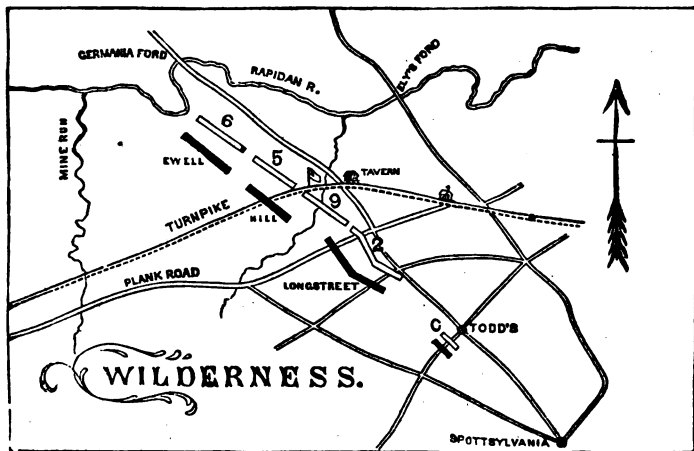 GERMANIA FORD
RAPIDAN R.
ELY'S FORD
MINE RUN
6
EWELL
5
TAVERN
HILL
9
TURNPIKE
2
PLANK ROAD
LONGSTREET
C
TODD'S
WILDERNESS.
SPOTTSYLVANIA